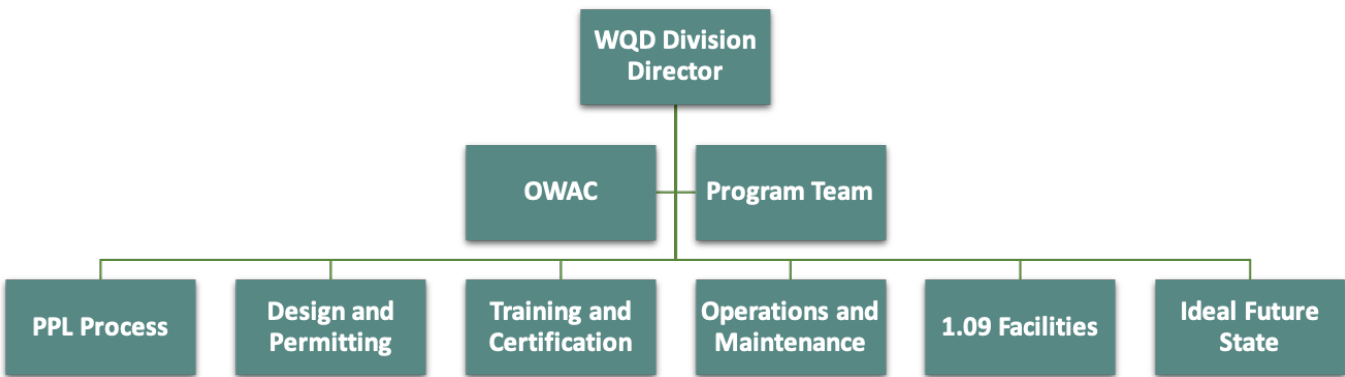 WQD Division
Director
OWAC
Program Team
PPL Process
Design and
Permitting
Training and
Certification
Operations and
Maintenance
1.09 Facilities
Ideal Future
State